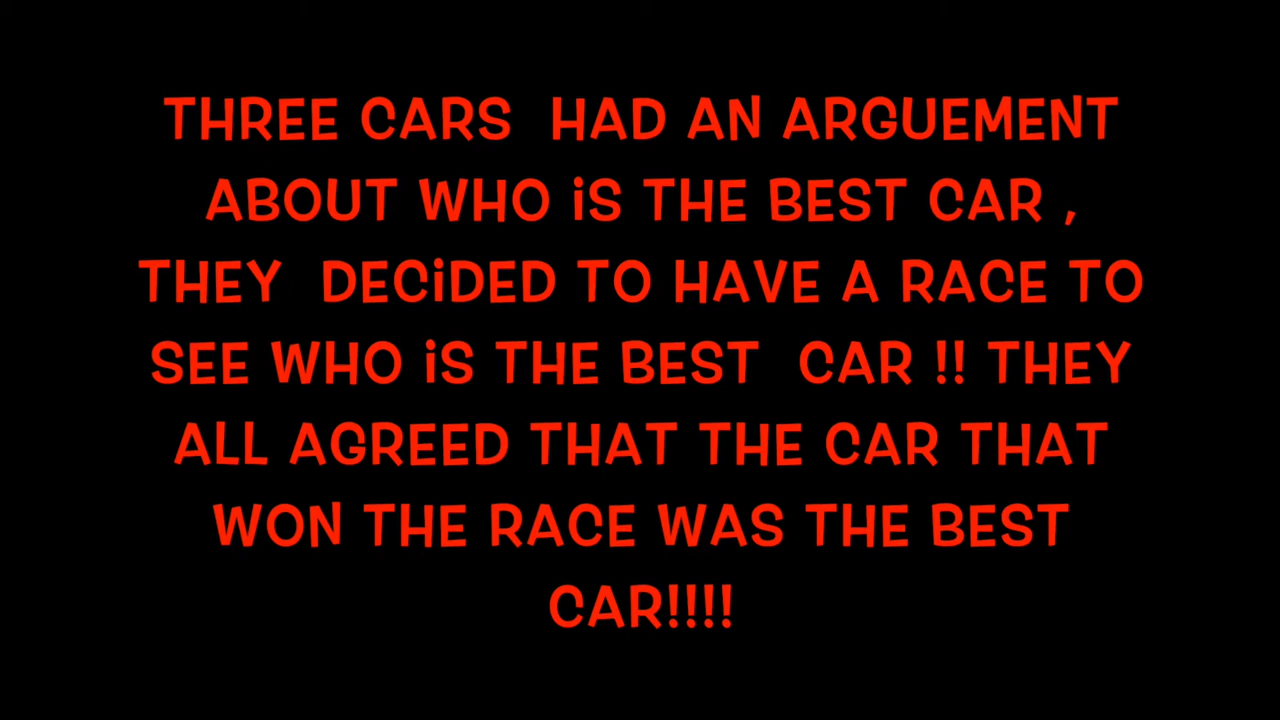 THREE CARS  HAD AN ARGUEMENT
ABOUT WHO iS THE BEST CAR ,
THEY  DECiDED TO HAVE A RACE TO
SEE WHO iS THE BEST  CAR !! THEY
ALL AGREED THAT THE CAR THAT
WON THE RACE WAS THE BEST
CAR!!!!